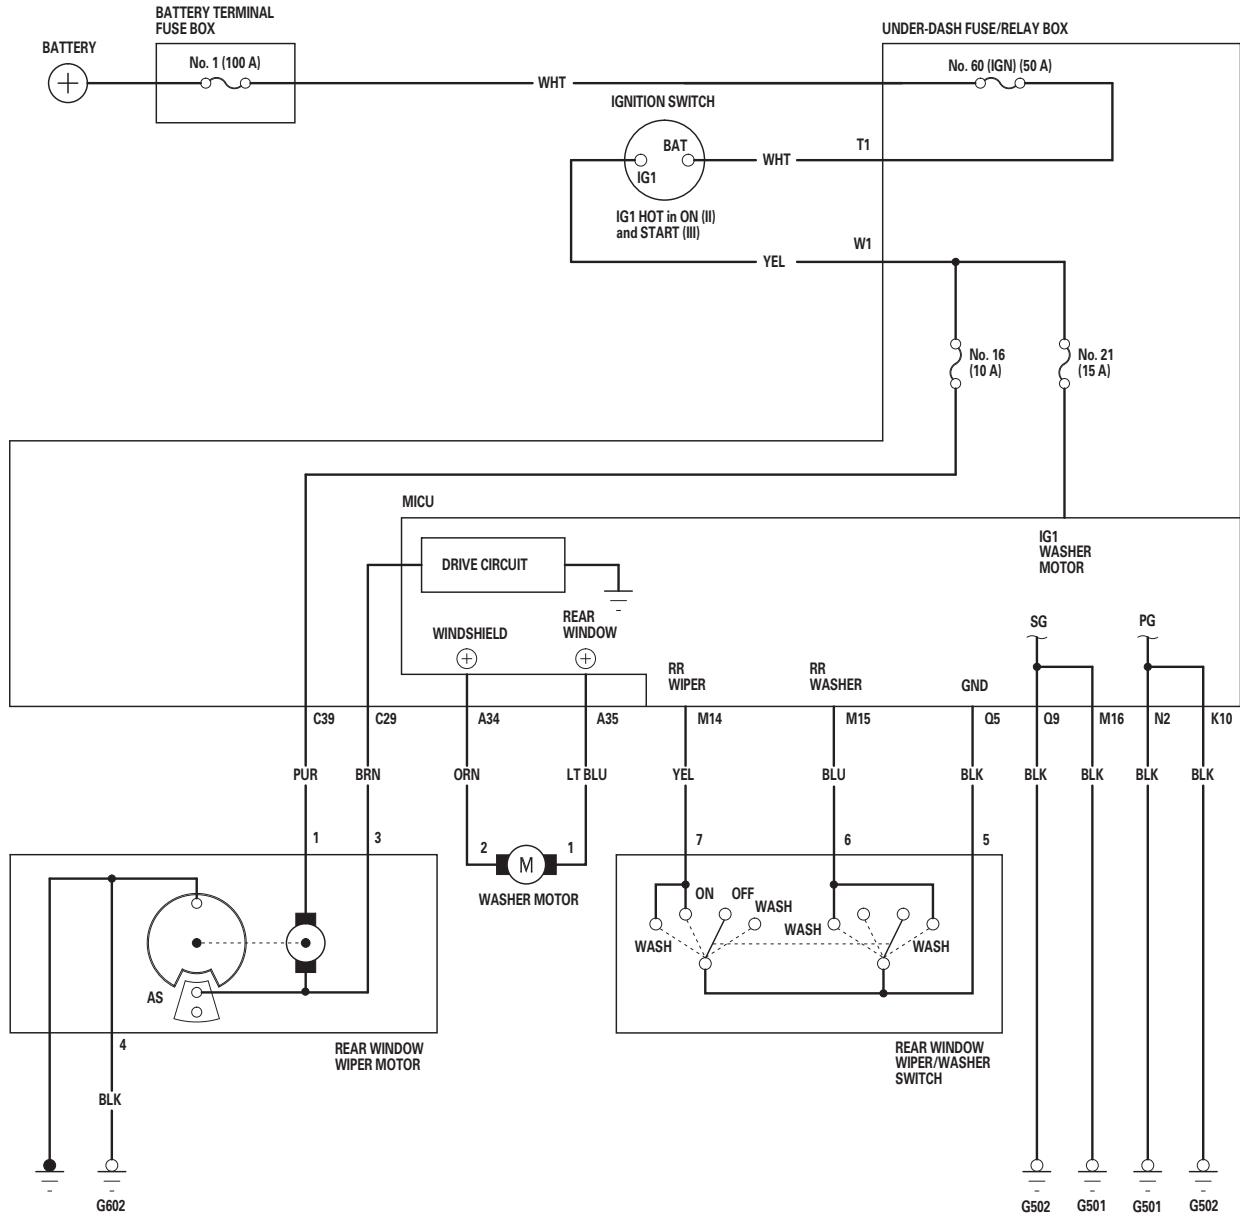 BATTERY TERMINAL
FUSE BOX
UNDER-DASH FUSE/RELAY BOX
BATTERY
No. 1 (100 A)
No. 60 (IGN) (50 A)
WHT
IGNITION SWITCH
BAT
T1
WHT
IG1
IG1 HOT in ON (II)
and START (III)
W1
YEL
No. 16
(10 A)
No. 21
(15 A)
MICU
IG1
WASHER
MOTOR
DRIVE CIRCUIT
WINDSHIELD
REAR
WINDOW
SG
PG
RR
WIPER
RR
WASHER
GND
C39
C29
A34
A35
M14
M15
Q5
Q9
M16
N2
K10
PUR
BRN
ORN
LT BLU
YEL
BLU
BLK
BLK
BLK
BLK
BLK
1
3
2
M
1
7
6
5
WASHER MOTOR
ON
OFF
WASH
WASH
WASH
WASH
AS
4
REAR WINDOW
WIPER MOTOR
REAR WINDOW
WIPER/WASHER
SWITCH
BLK
G602
G502
G501
G501
G502